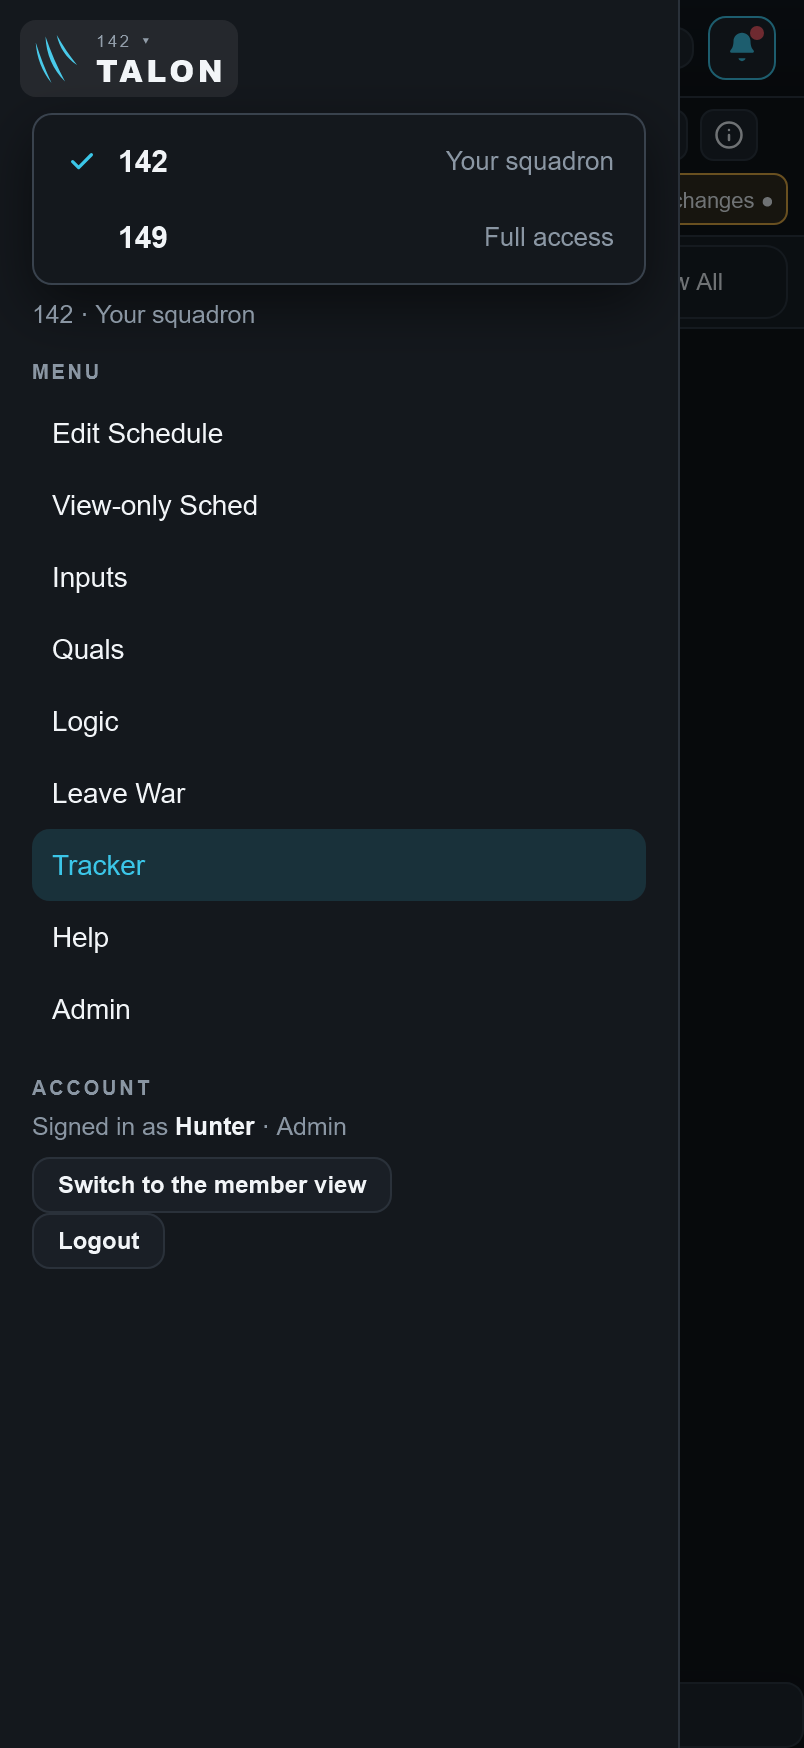 142 ▾
TALON
142 Your squadron
149 Full access
142 · Your squadron
MENU
Edit Schedule
View-only Sched
Inputs
Quals
Logic
Leave War
Tracker
Help
Admin
ACCOUNT
Signed in as Hunter · Admin
Switch to the member view
Logout
changes
All